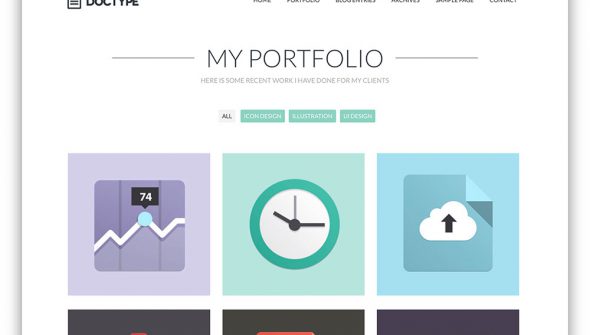 DOCTYPE
HOME PORTFOLIO BLOG ENTRIES ARCHIVES SAMPLE PAGE CONTACT
MY PORTFOLIO
HERE IS SOME RECENT WORK I HAVE DONE FOR MY CLIENTS
ALL ICON DESIGN ILLUSTRATION UI DESIGN
74